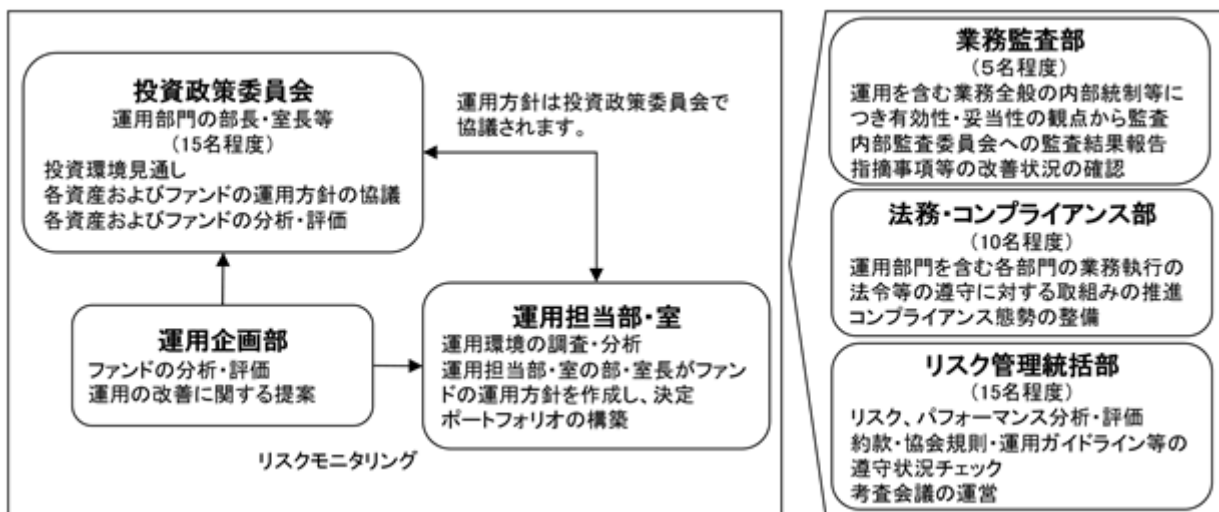 投資政策委員会
運用部門の部長・室長等
(15名程度)
投資環境見通し
各資産およびファンドの運用方針の協議
各資産およびファンドの分析・評価
運用方針は投資政策委員会で
協議されます。
運用企画部
ファンドの分析・評価
運用の改善に関する提案
運用担当部・室
運用環境の調査・分析
運用担当部・室の部・室長がファン
ドの運用方針を作成し、決定
ポートフォリオの構築
リスクモニタリング
業務監査部
(5名程度)
運用を含む業務全般の内部統制等に
つき有効性・妥当性の観点から監査
内部監査委員会への監査結果報告
指摘事項等の改善状況の確認
法務・コンプライアンス部
(10名程度)
運用部門を含む各部門の業務執行の
法令等の遵守に対する取組みの推進
コンプライアンス態勢の整備
リスク管理統括部
(15名程度)
リスク、パフォーマンス分析・評価
約款・協会規則・運用ガイドライン等の
遵守状況チェック
考査会議の運営